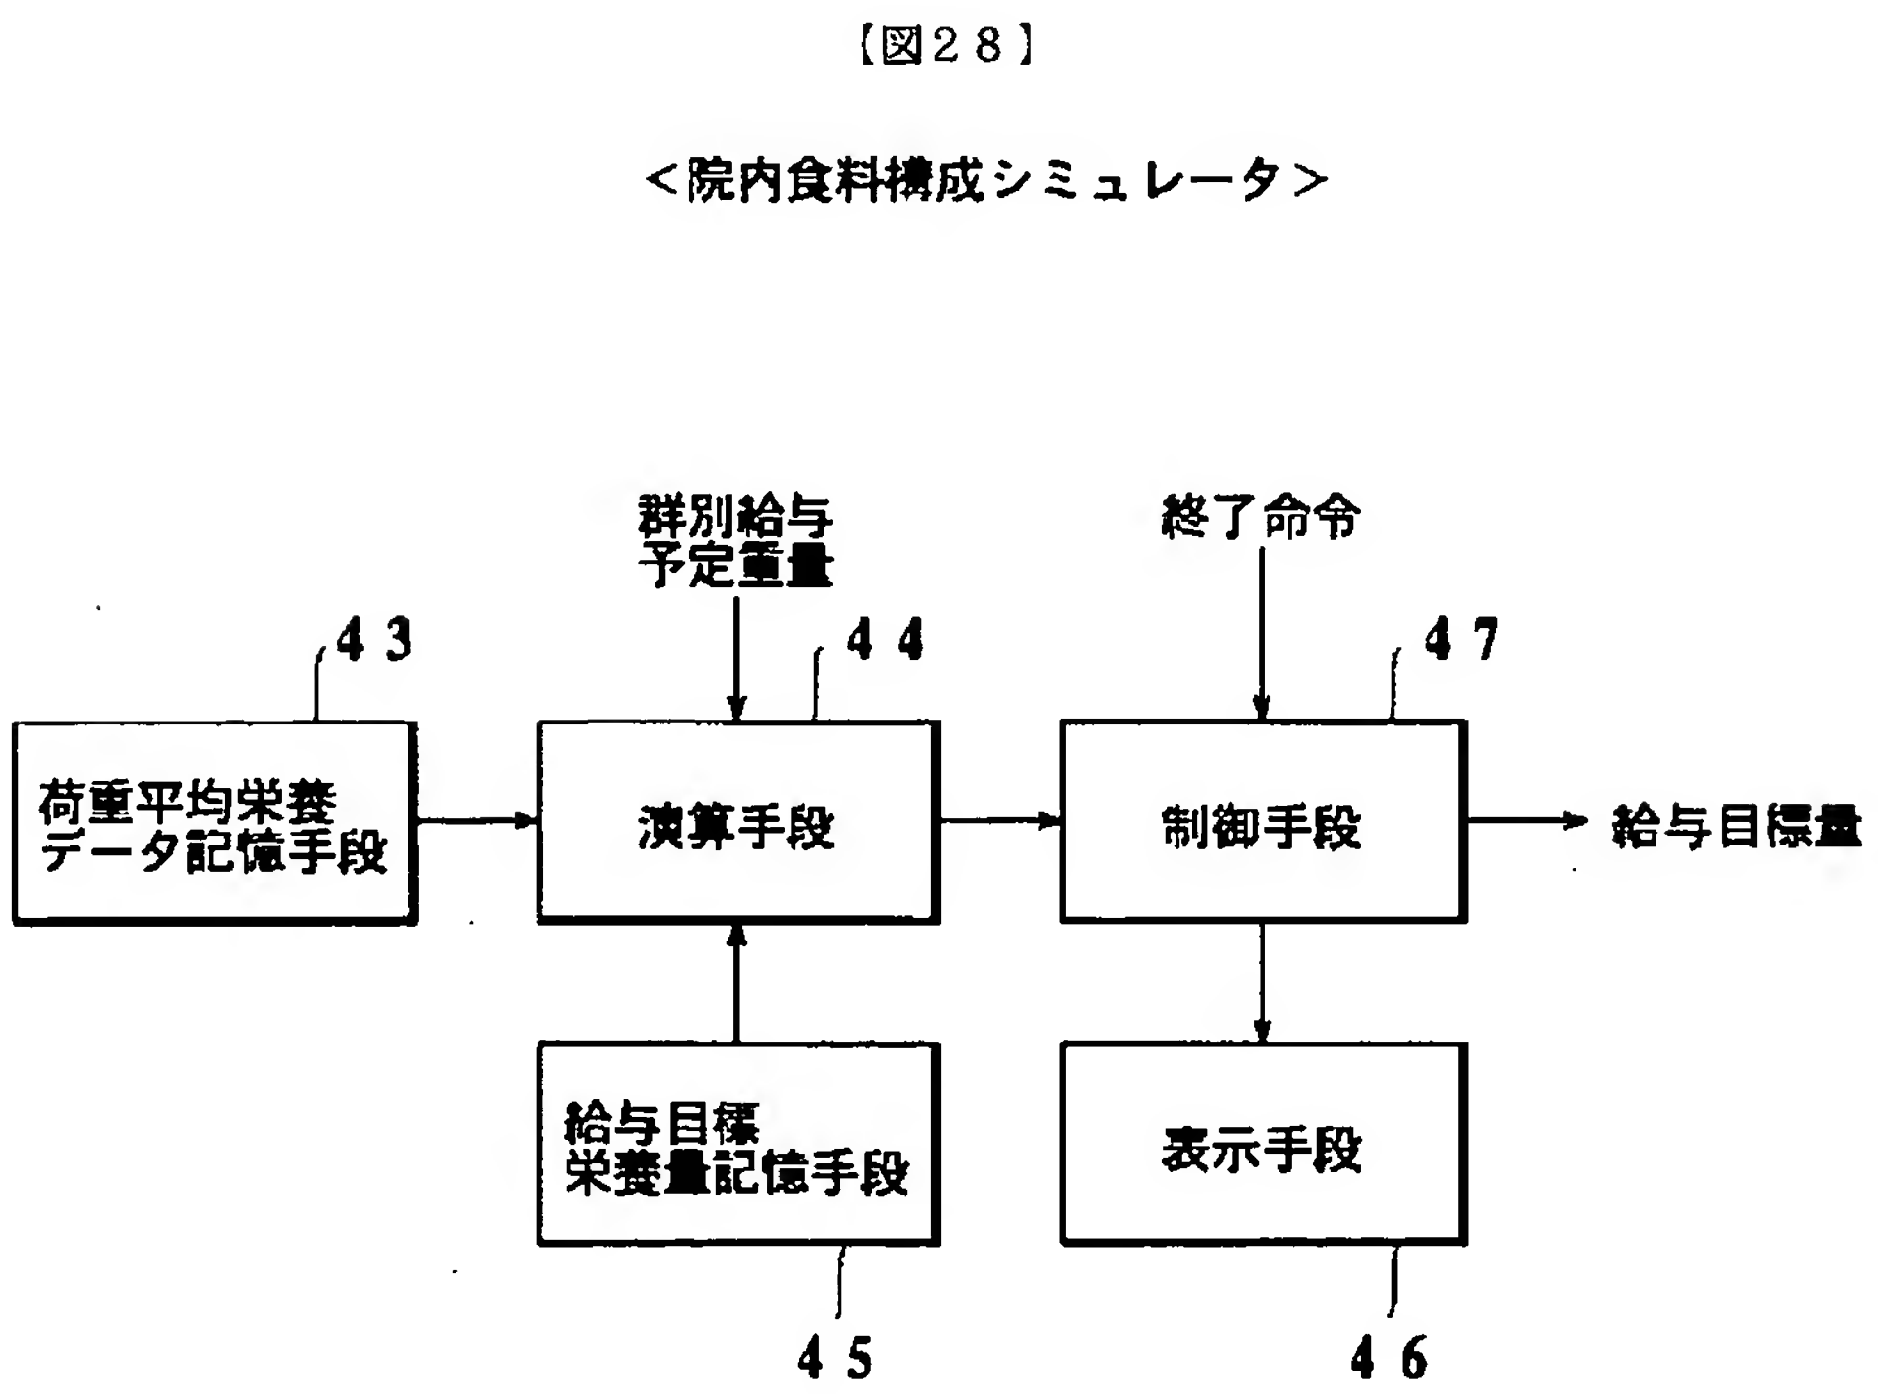 【図２８】
＜院内食料構成シミュレータ＞
群別給与
予定重量
終了命令
４３
４４
４７
荷重平均栄養
データ記憶手段
演算手段
制御手段
給与目標量
給与目標
栄養量記憶手段
表示手段
４５
４６